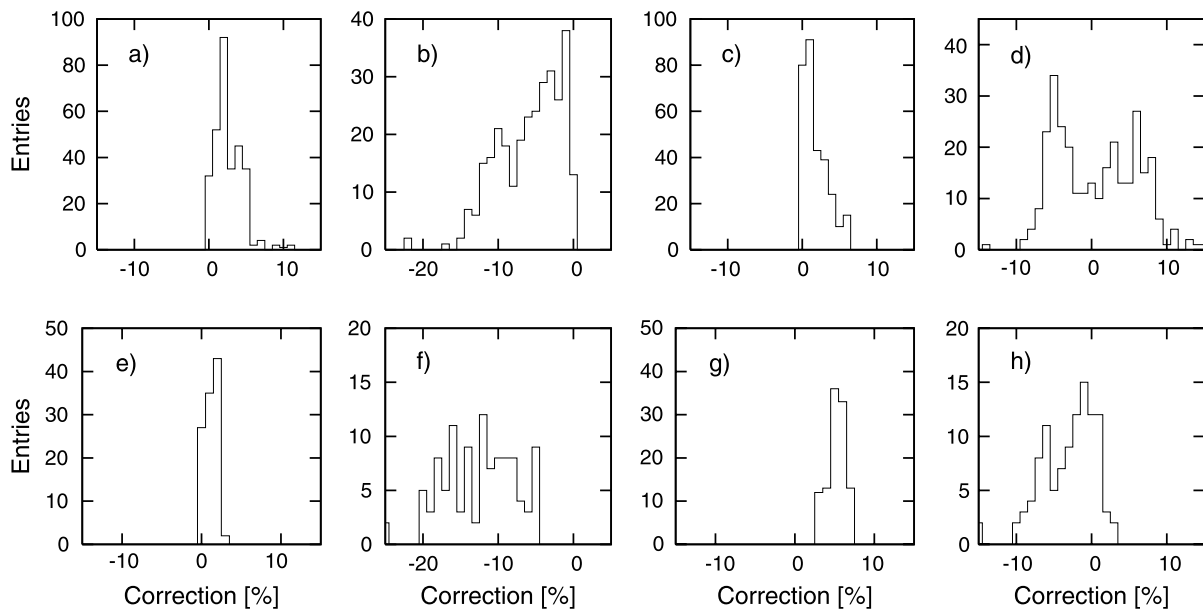 100 40 100
a) b) c) d)
80 30 80 40
Entries
60 60 30
20
40 40 20
20 10 20 10
0 0 0 0
-10 0 10 -20 -10 0 -10 0 10 -10 0 10
50 20 50 20
e) f) g) h)
40 15 40 15
Entries
30 30
10 10
20 20
10 5 10 5
0 0 0 0
-10 0 10 -20 -10 0 -10 0 10 -10 0 10
Correction [%] Correction [%] Correction [%] Correction [%]